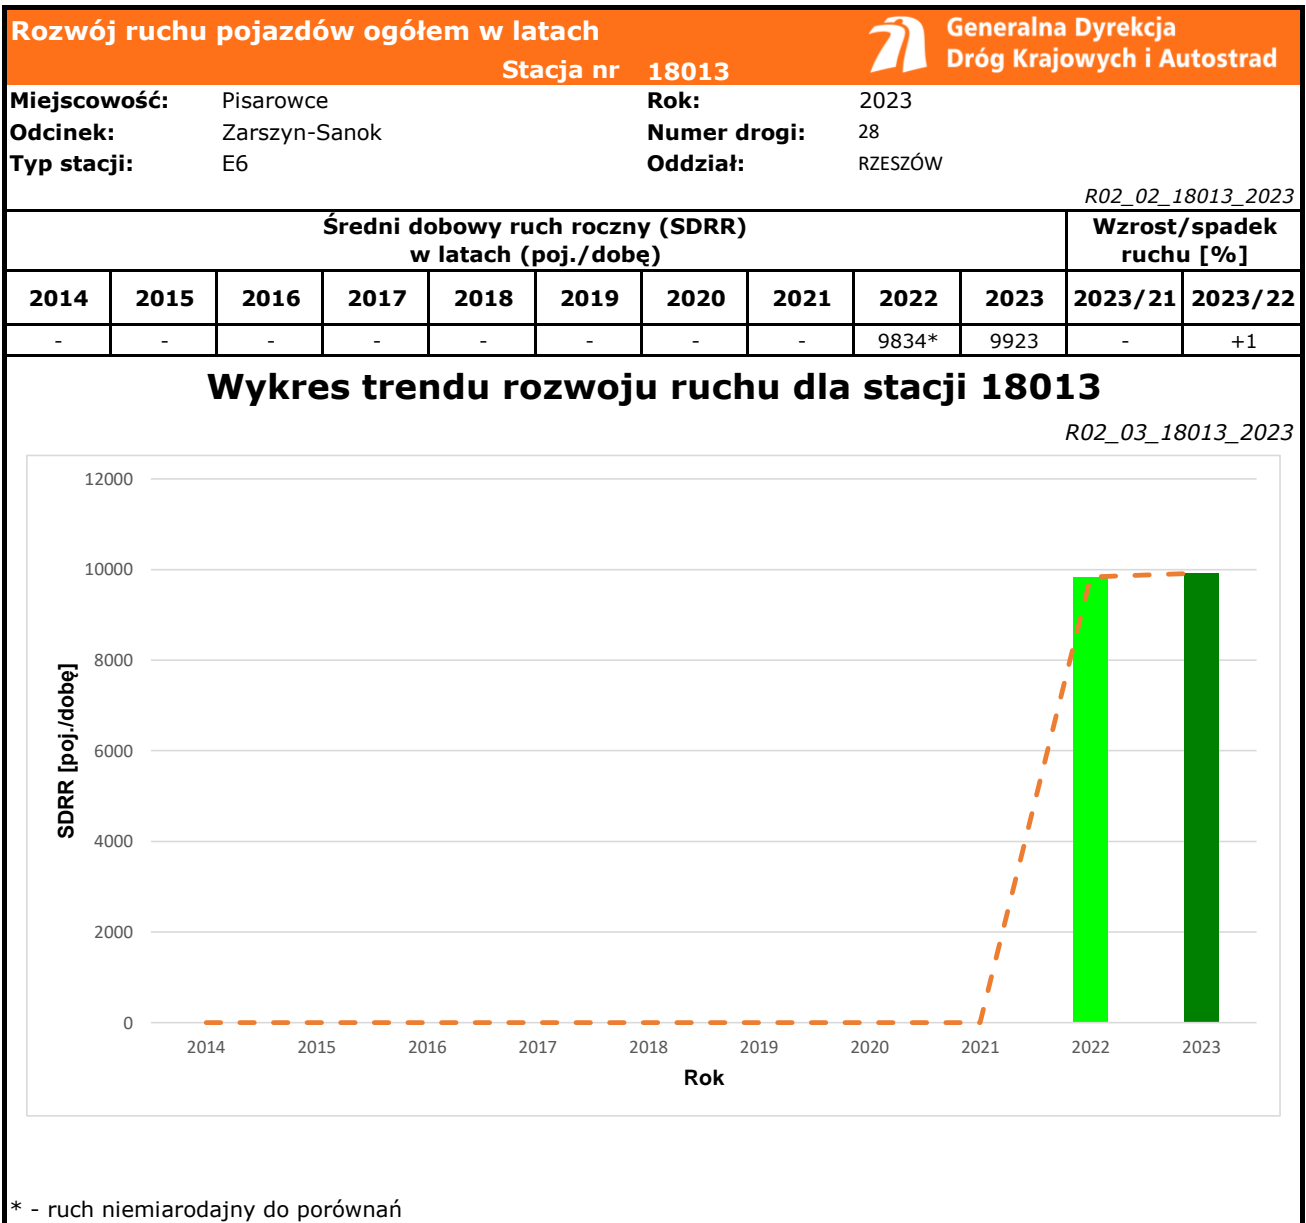 Rozwój ruchu pojazdów ogółem w latach
Generalna Dyrekcja
Dróg Krajowych i Autostrad
Stacja nr 18013
Miejscowość: Pisarowce Rok: 2023
Odcinek: Zarszyn-Sanok Numer drogi: 28
Typ stacji: E6 Oddział: RZESZÓW
R02_02_18013_2023
Średni dobowy ruch roczny (SDRR)
w latach (poj./dobę)
Wzrost/spadek
ruchu [%]
2014 2015 2016 2017 2018 2019 2020 2021 2022 2023 2023/21 2023/22
- - - - - - - - 9834* 9923 - +1
Wykres trendu rozwoju ruchu dla stacji 18013
R02_03_18013_2023
12000
10000
8000
6000
4000
2000
0
SDRR [poj./dobę]
2014 2015 2016 2017 2018 2019 2020 2021 2022 2023
Rok
* - ruch niemiarodajny do porównań